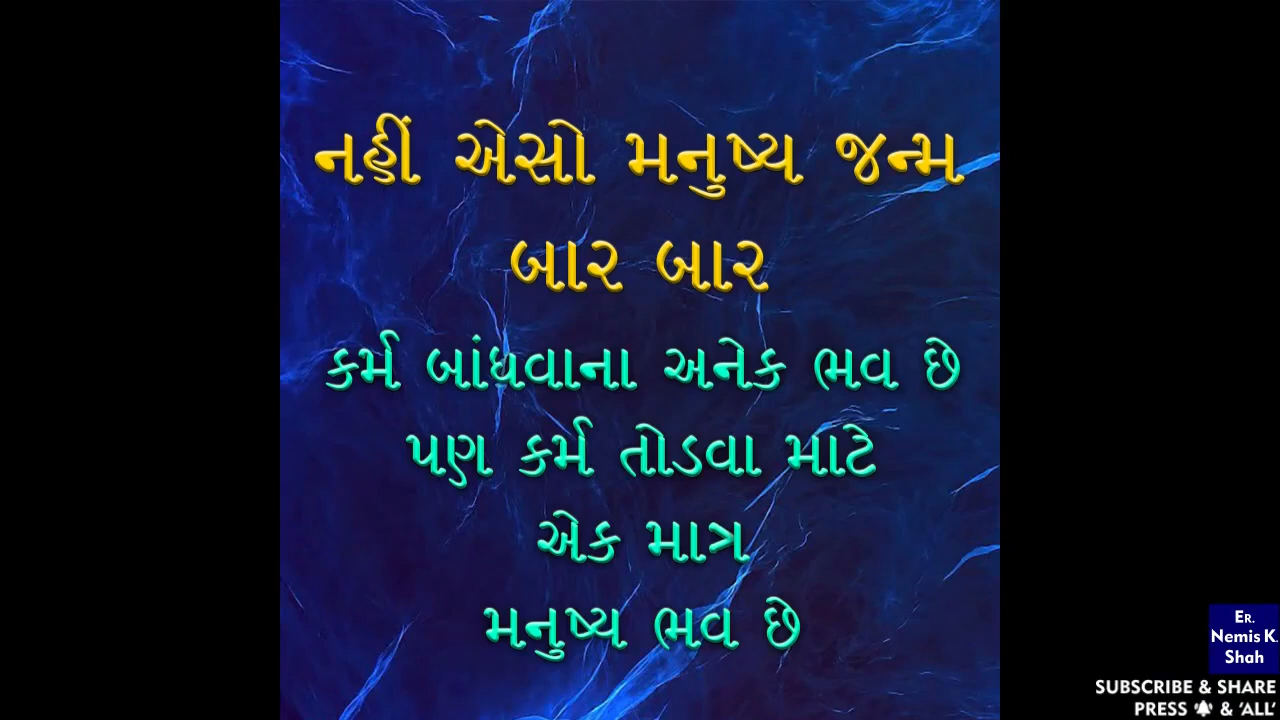 નહીં એસો મનુષ્ય જન્મ
બાર બાર
કર્મ બાંધવાના અનેક ભવ છે
પણ કર્મ તોડવા માટે
એક માત્ર
મનુષ્ય ભવ છે
ER.
Nemis K.
Shah
SUBSCRIBE & SHARE
PRESS 🔔 & ‘ALL’